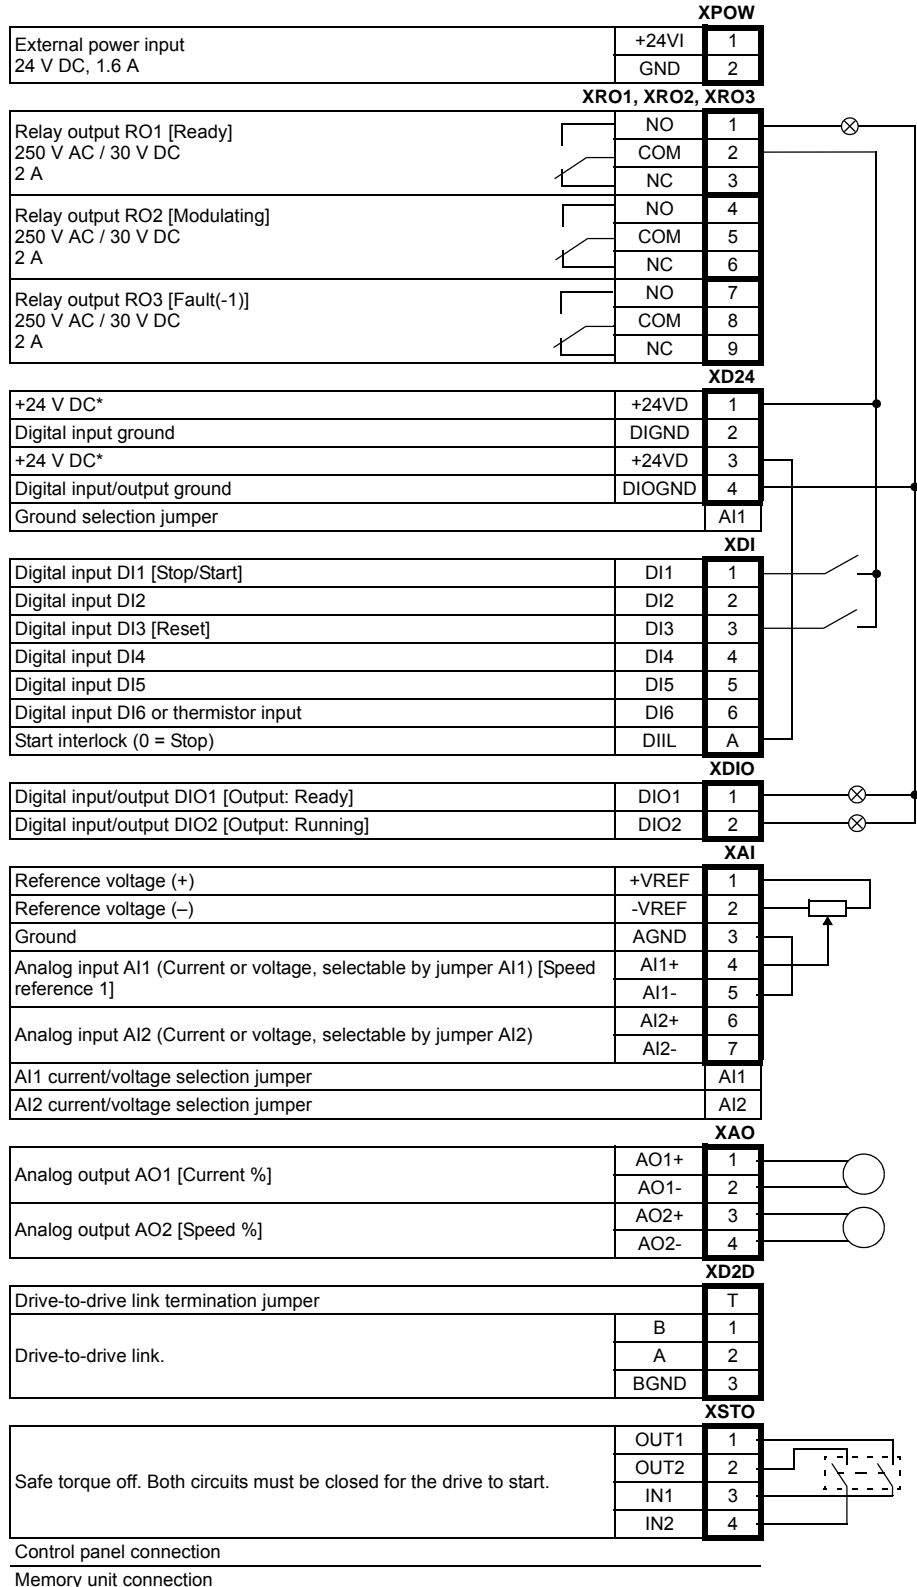 XPOW
External power input
24 V DC, 1.6 A
+24VI 1
GND 2
XRO1, XRO2, XRO3
Relay output RO1 [Ready]
250 V AC / 30 V DC
2 A
NO 1
COM 2
NC 3
Relay output RO2 [Modulating]
250 V AC / 30 V DC
2 A
NO 4
COM 5
NC 6
Relay output RO3 [Fault(-1)]
250 V AC / 30 V DC
2 A
NO 7
COM 8
NC 9
XD24
+24 V DC* +24VD 1
Digital input ground DIGND 2
+24 V DC* +24VD 3
Digital input/output ground DIOGND 4
Ground selection jumper AI1
XDI
Digital input DI1 [Stop/Start] DI1 1
Digital input DI2 DI2 2
Digital input DI3 [Reset] DI3 3
Digital input DI4 DI4 4
Digital input DI5 DI5 5
Digital input DI6 or thermistor input DI6 6
Start interlock (0 = Stop) DIIL A
XDIO
Digital input/output DIO1 [Output: Ready] DIO1 1
Digital input/output DIO2 [Output: Running] DIO2 2
XAI
Reference voltage (+) +VREF 1
Reference voltage (–) -VREF 2
Ground AGND 3
Analog input AI1 (Current or voltage, selectable by jumper AI1) [Speed
reference 1]
AI1+ 4
AI1- 5
Analog input AI2 (Current or voltage, selectable by jumper AI2)
AI2+ 6
AI2- 7
AI1 current/voltage selection jumper AI1
AI2 current/voltage selection jumper AI2
XAO
Analog output AO1 [Current %]
AO1+ 1
AO1- 2
Analog output AO2 [Speed %]
AO2+ 3
AO2- 4
XD2D
Drive-to-drive link termination jumper T
Drive-to-drive link.
B 1
A 2
BGND 3
XSTO
Safe torque off. Both circuits must be closed for the drive to start.
OUT1 1
OUT2 2
IN1 3
IN2 4
Control panel connection
Memory unit connection